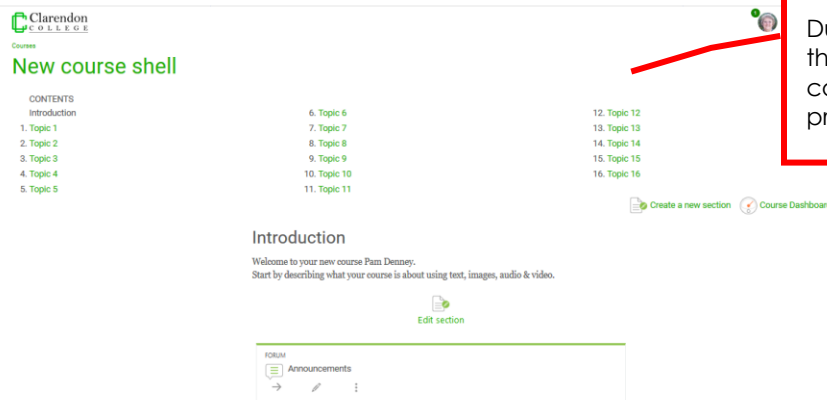 Clarendon
COLLEGE
Courses
New course shell
CONTENTS
Introduction
1. Topic 1
2. Topic 2
3. Topic 3
4. Topic 4
5. Topic 5
6. Topic 6
7. Topic 7
8. Topic 8
9. Topic 9
10. Topic 10
11. Topic 11
12. Topic 12
13. Topic 13
14. Topic 14
15. Topic 15
16. Topic 16
Create a new section
Course Dashboar
Introduction
Welcome to your new course Pam Denney.
Start by describing what your course is about using text, images, audio & video.
Edit section
FORUM
Announcements